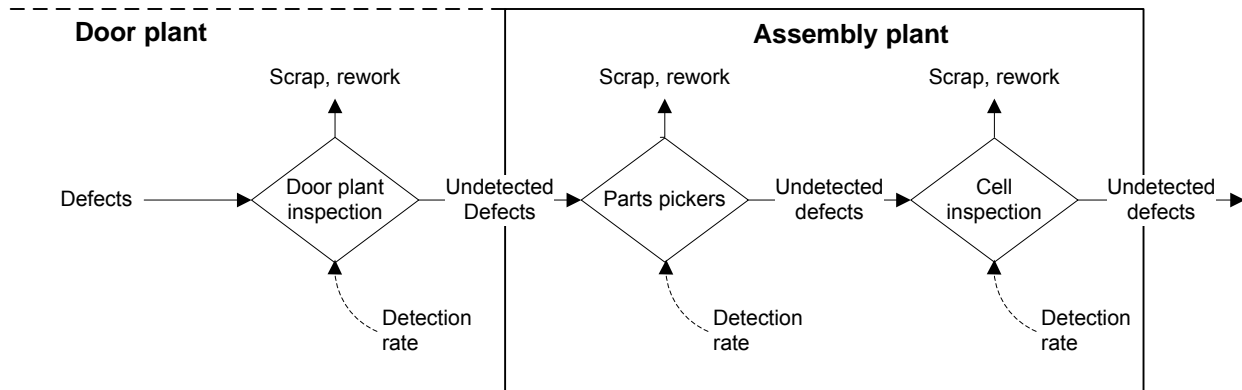 Door plant
Assembly plant
Scrap, rework
Scrap, rework
Scrap, rework
Defects
Door plant
inspection
Undetected
Defects
Parts pickers
Undetected
defects
Cell
inspection
Undetected
defects
Detection
rate
Detection
rate
Detection
rate